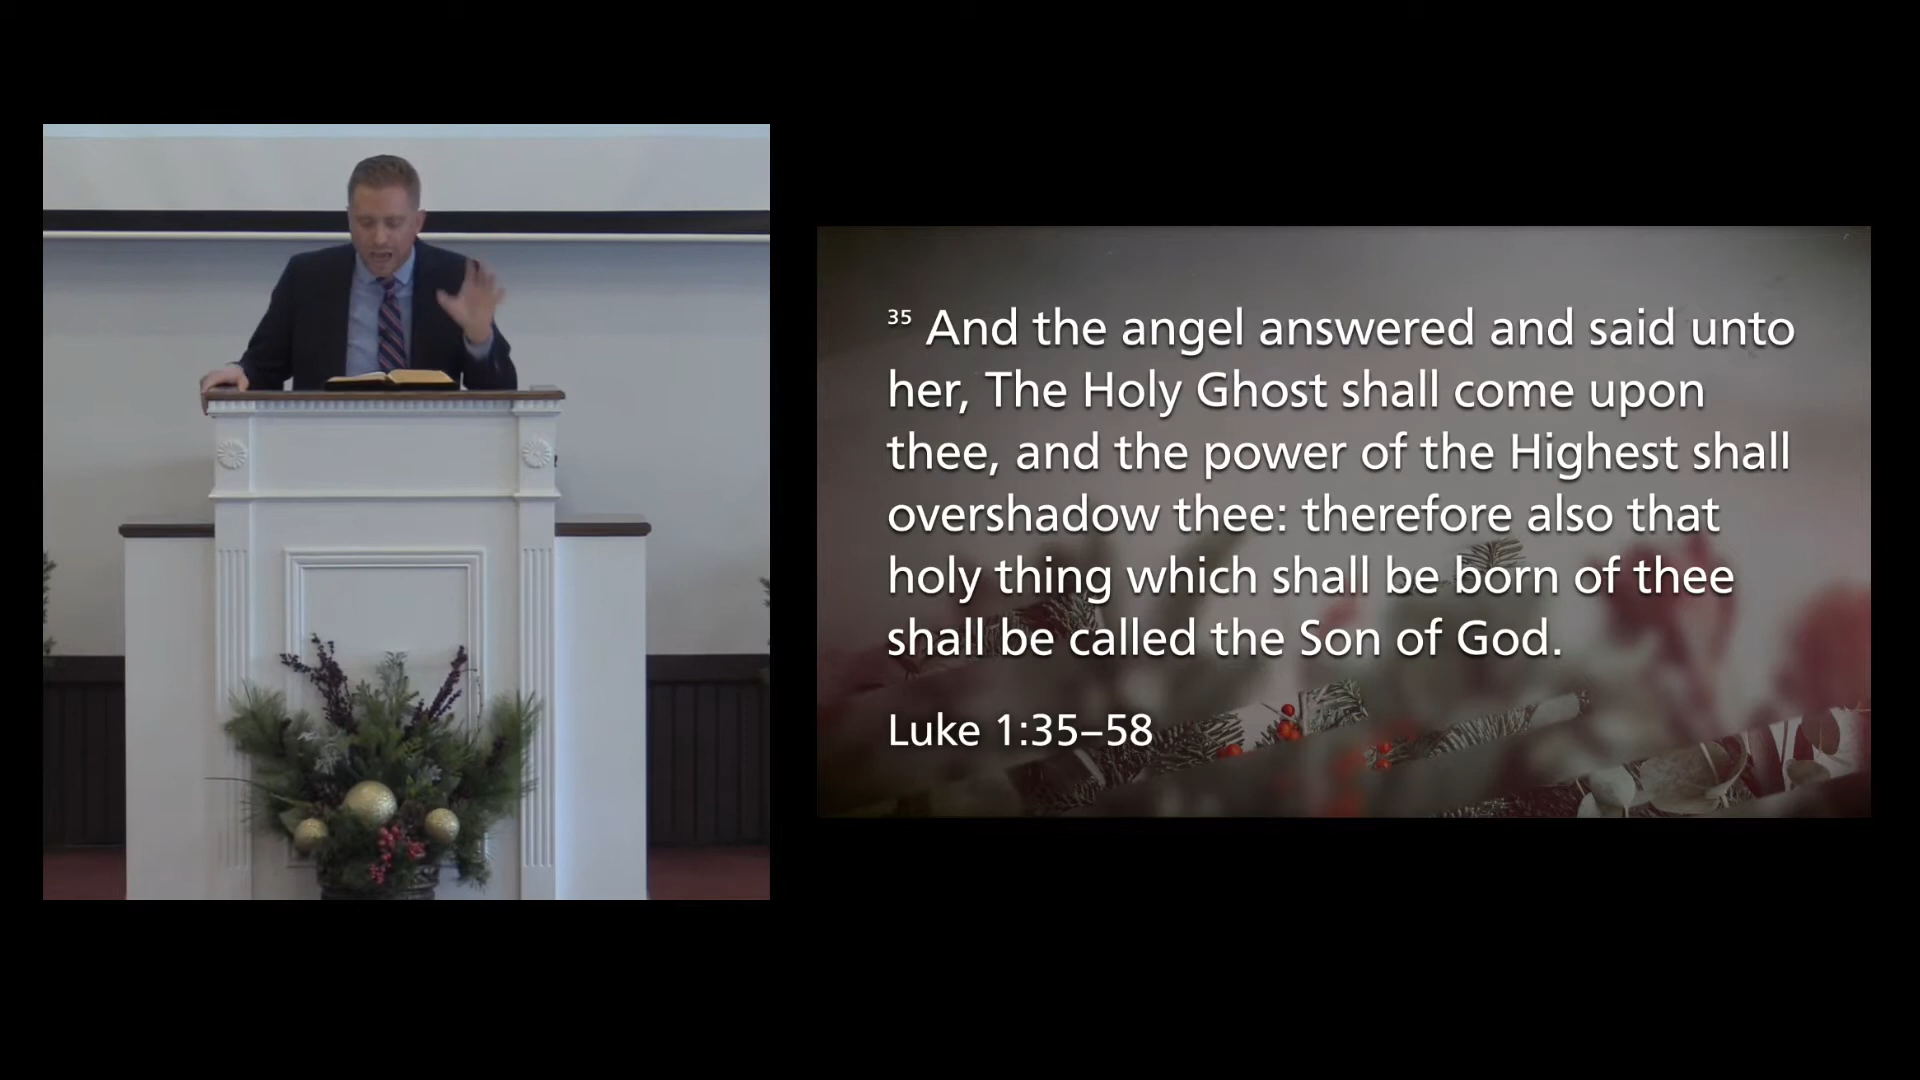 35 And the angel answered and said unto
her, The Holy Ghost shall come upon
thee, and the power of the Highest shall
overshadow thee: therefore also that
holy thing which shall be born of thee
shall be called the Son of God.
Luke 1:35–58